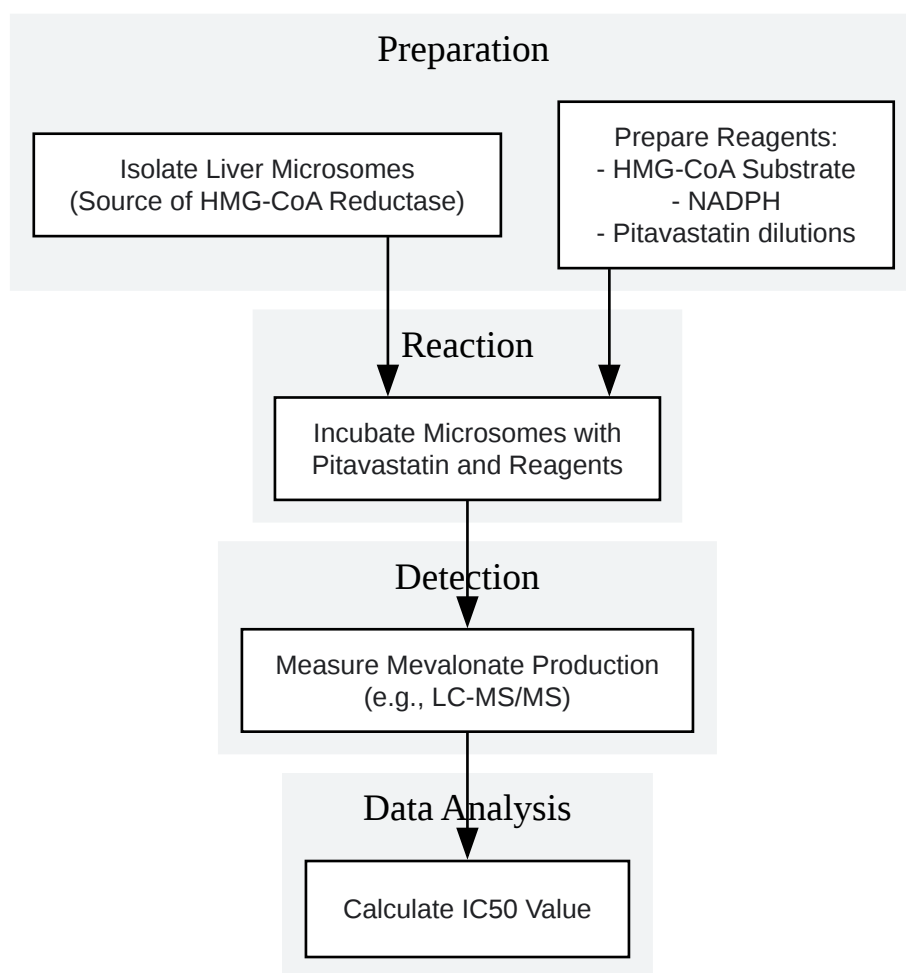 Preparation
Isolate Liver Microsomes
(Source of HMG-CoA Reductase)
Prepare Reagents:
- HMG-CoA Substrate
- NADPH
- Pitavastatin dilutions
Reaction
Incubate Microsomes with
Pitavastatin and Reagents
Detection
Measure Mevalonate Production
(e.g., LC-MS/MS)
Data Analysis
Calculate IC50 Value